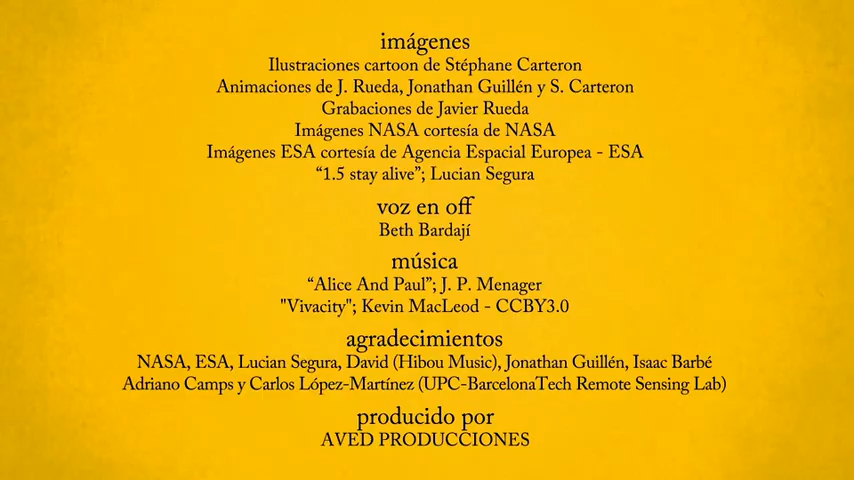 imágenes
Ilustraciones cartoon de Stéphane Carteron
Animaciones de J. Rueda, Jonathan Guillén y S. Carteron
Grabaciones de Javier Rueda
Imágenes NASA cortesía de NASA
Imágenes ESA cortesía de Agencia Espacial Europea - ESA
“1.5 stay alive”; Lucian Segura
voz en off
Beth Bardají
música
“Alice And Paul”; J. P. Menager
"Vivacity"; Kevin MacLeod - CCBY3.0
agradecimientos
NASA, ESA, Lucian Segura, David (Hibou Music), Jonathan Guillén, Isaac Barbé
Adriano Camps y Carlos López-Martínez (UPC-BarcelonaTech Remote Sensing Lab)
producido por
AVED PRODUCCIONES